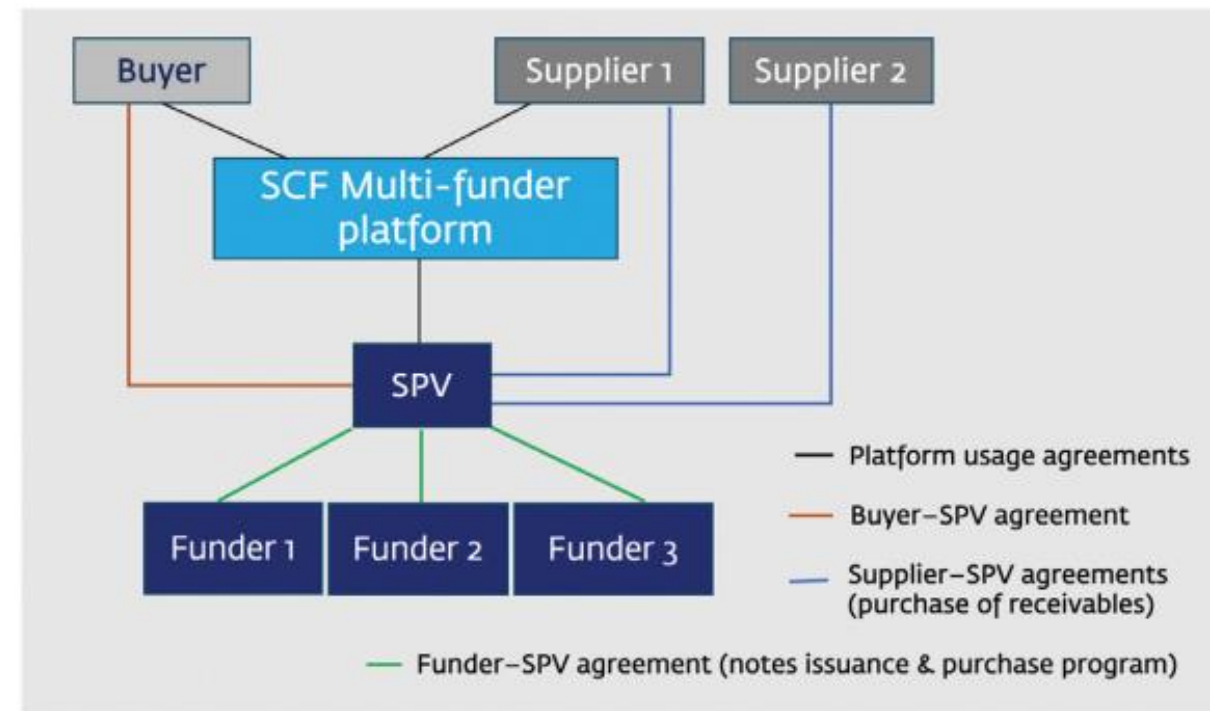 Buyer
Supplier 1
Supplier 2
SCF Multi-funder
platform
SPV
Funder 1
Funder 2
Funder 3
Platform usage agreements
Buyer–SPV agreement
Supplier–SPV agreements
(purchase of receivables)
Funder–SPV agreement (notes issuance & purchase program)